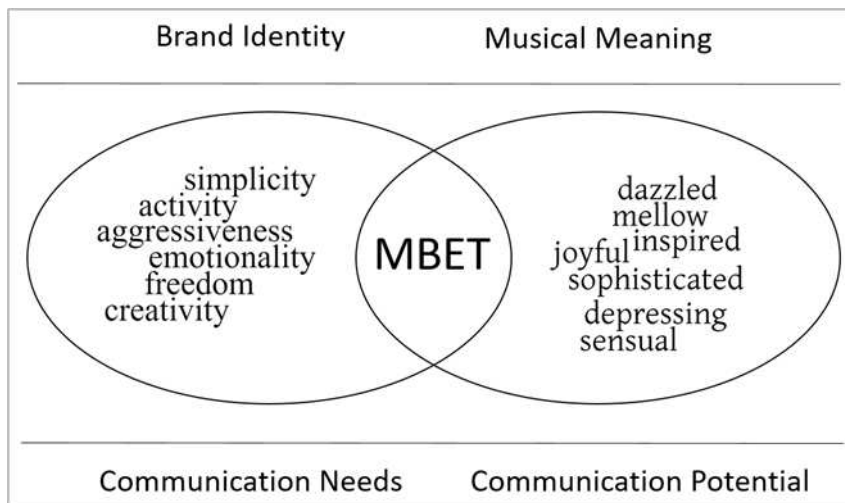 Brand Identity
Musical Meaning
simplicity
activity
aggressiveness
emotionality
freedom
creativity
MBET
dazzled
mellow
inspired
joyful
sophisticated
depressing
sensual
Communication Needs
Communication Potential